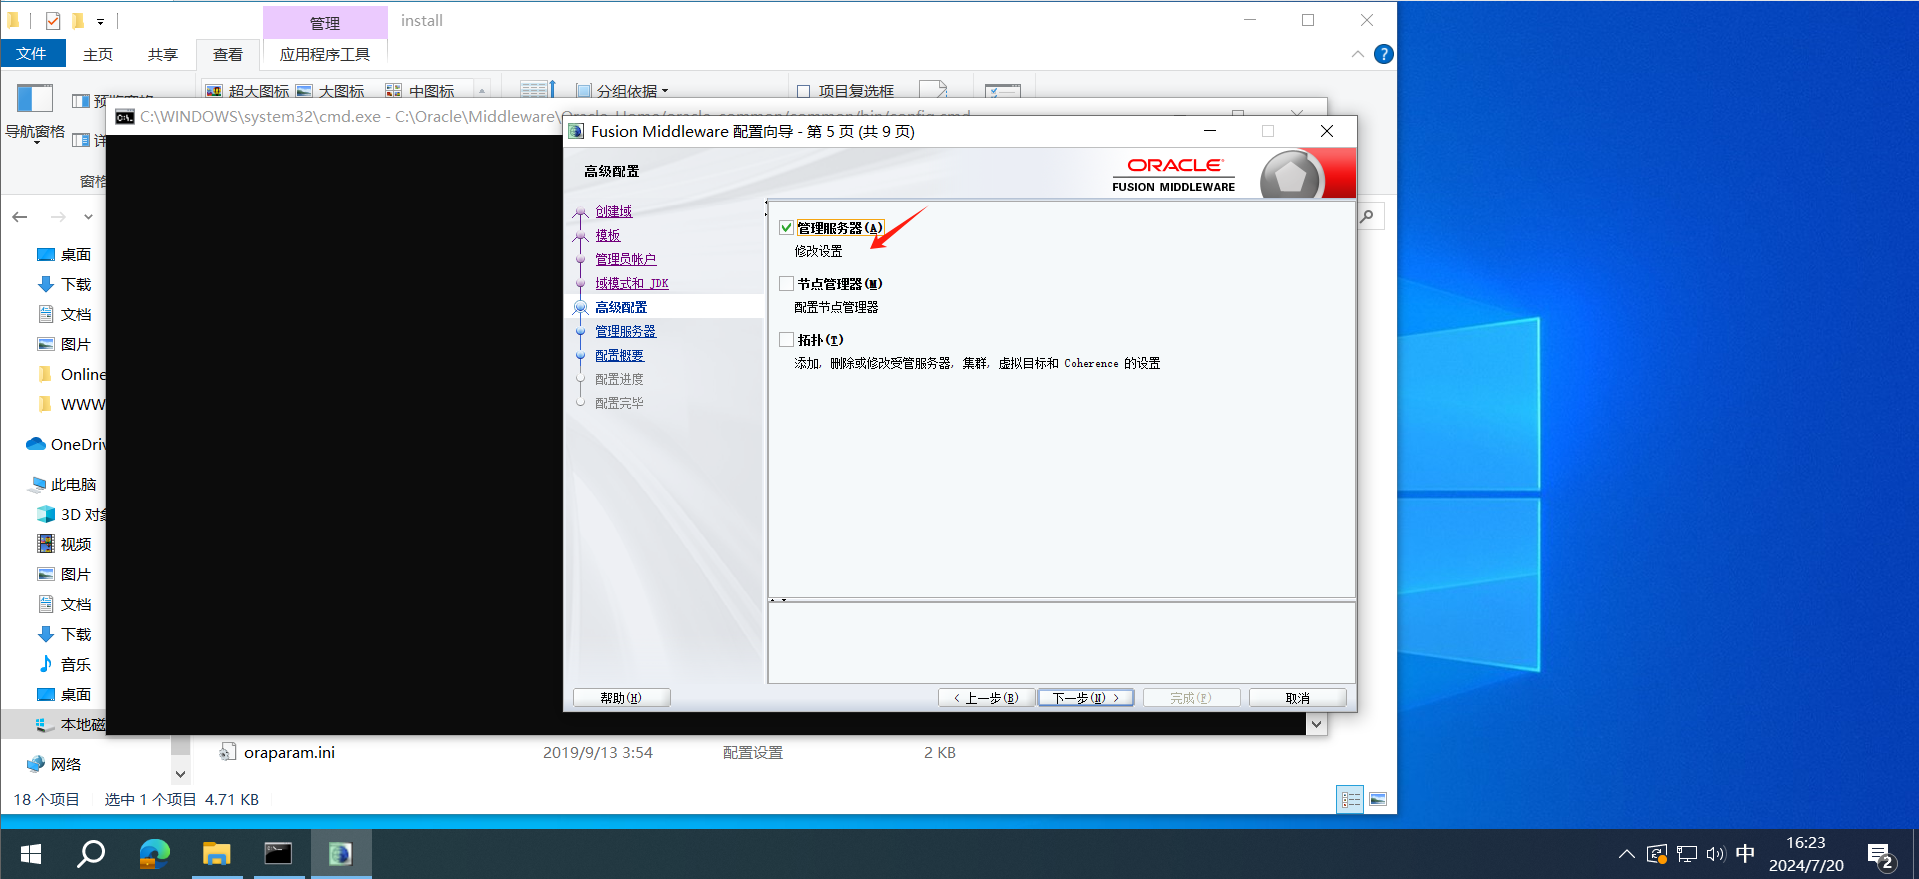 管理
install
文件
主页
共享
查看
应用程序工具
超大图标
大图标
中图标
分组依据
项目复选框
导航窗格
C:\WINDOWS\system32\cmd.exe - C:\Oracle\Middleware\Oracle_Home/oracle_common/common/bin/config.cmd
Fusion Middleware 配置向导 - 第 5 页 (共 9 页)
高级配置
ORACLE
FUSION MIDDLEWARE
创建域
模板
管理员帐户
域模式和 JDK
高级配置
管理服务器
配置概要
配置进度
配置完毕
管理服务器(A)
修改设置
节点管理器(M)
配置节点管理器
拓扑(T)
添加, 删除或修改受管服务器, 集群, 虚拟目标和 Coherence 的设置
帮助(H)
< 上一步(B)
下一步(N) >
完成(F)
取消
桌面
下载
文档
图片
Online
WWW
OneDriv
此电脑
3D 对象
视频
图片
文档
下载
音乐
桌面
本地磁
网络
oraparam.ini
2019/9/13 3:54
配置设置
2 KB
18 个项目
选中 1 个项目 4.71 KB
中
16:23
2024/7/20
2